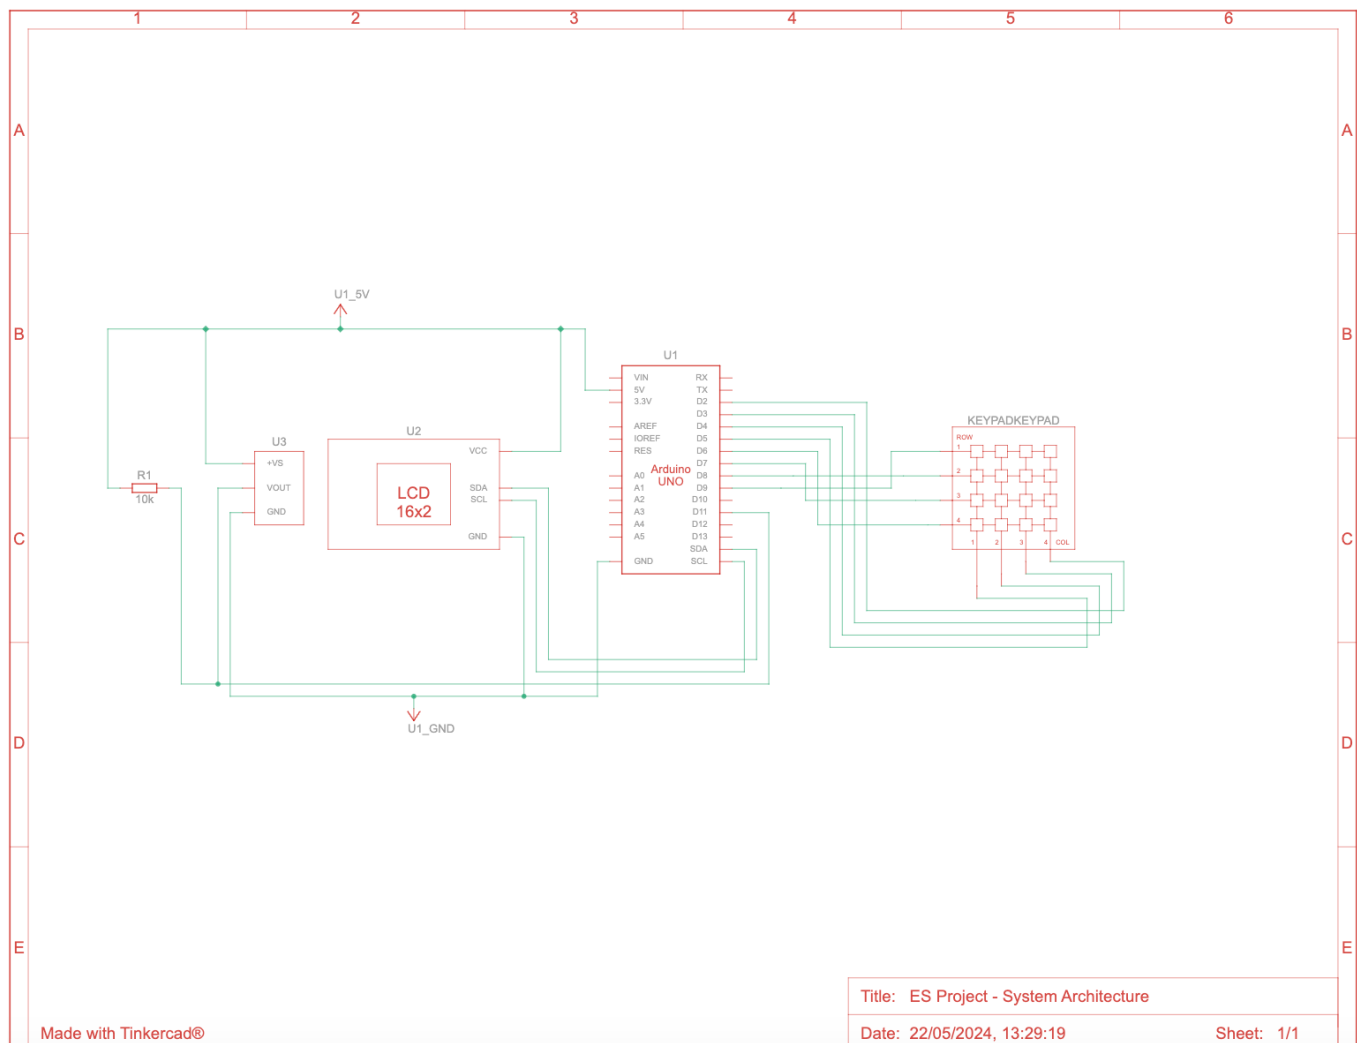 1 2 3 4 5 6
A A
U1_5V
B B
U1
VIN RX
5V TX
3.3V D2
D3
AREF D4
IOREF D5
RES D6
D7
A0 D8
A1 D9
A2 D10
A3 D11
A4 D12
A5 D13
SDA
GND SCL
Arduino
UNO
KEYPADKEYPAD
ROW
1
2
3
4
1 2 3 4 COL
U3
+VS
VOUT
GND
U2
VCC
SDA
SCL
GND
LCD
16x2
R1
10k
C C
U1_GND
D D
E E
Title: ES Project - System Architecture
Made with Tinkercad®
Date: 22/05/2024, 13:29:19 Sheet: 1/1